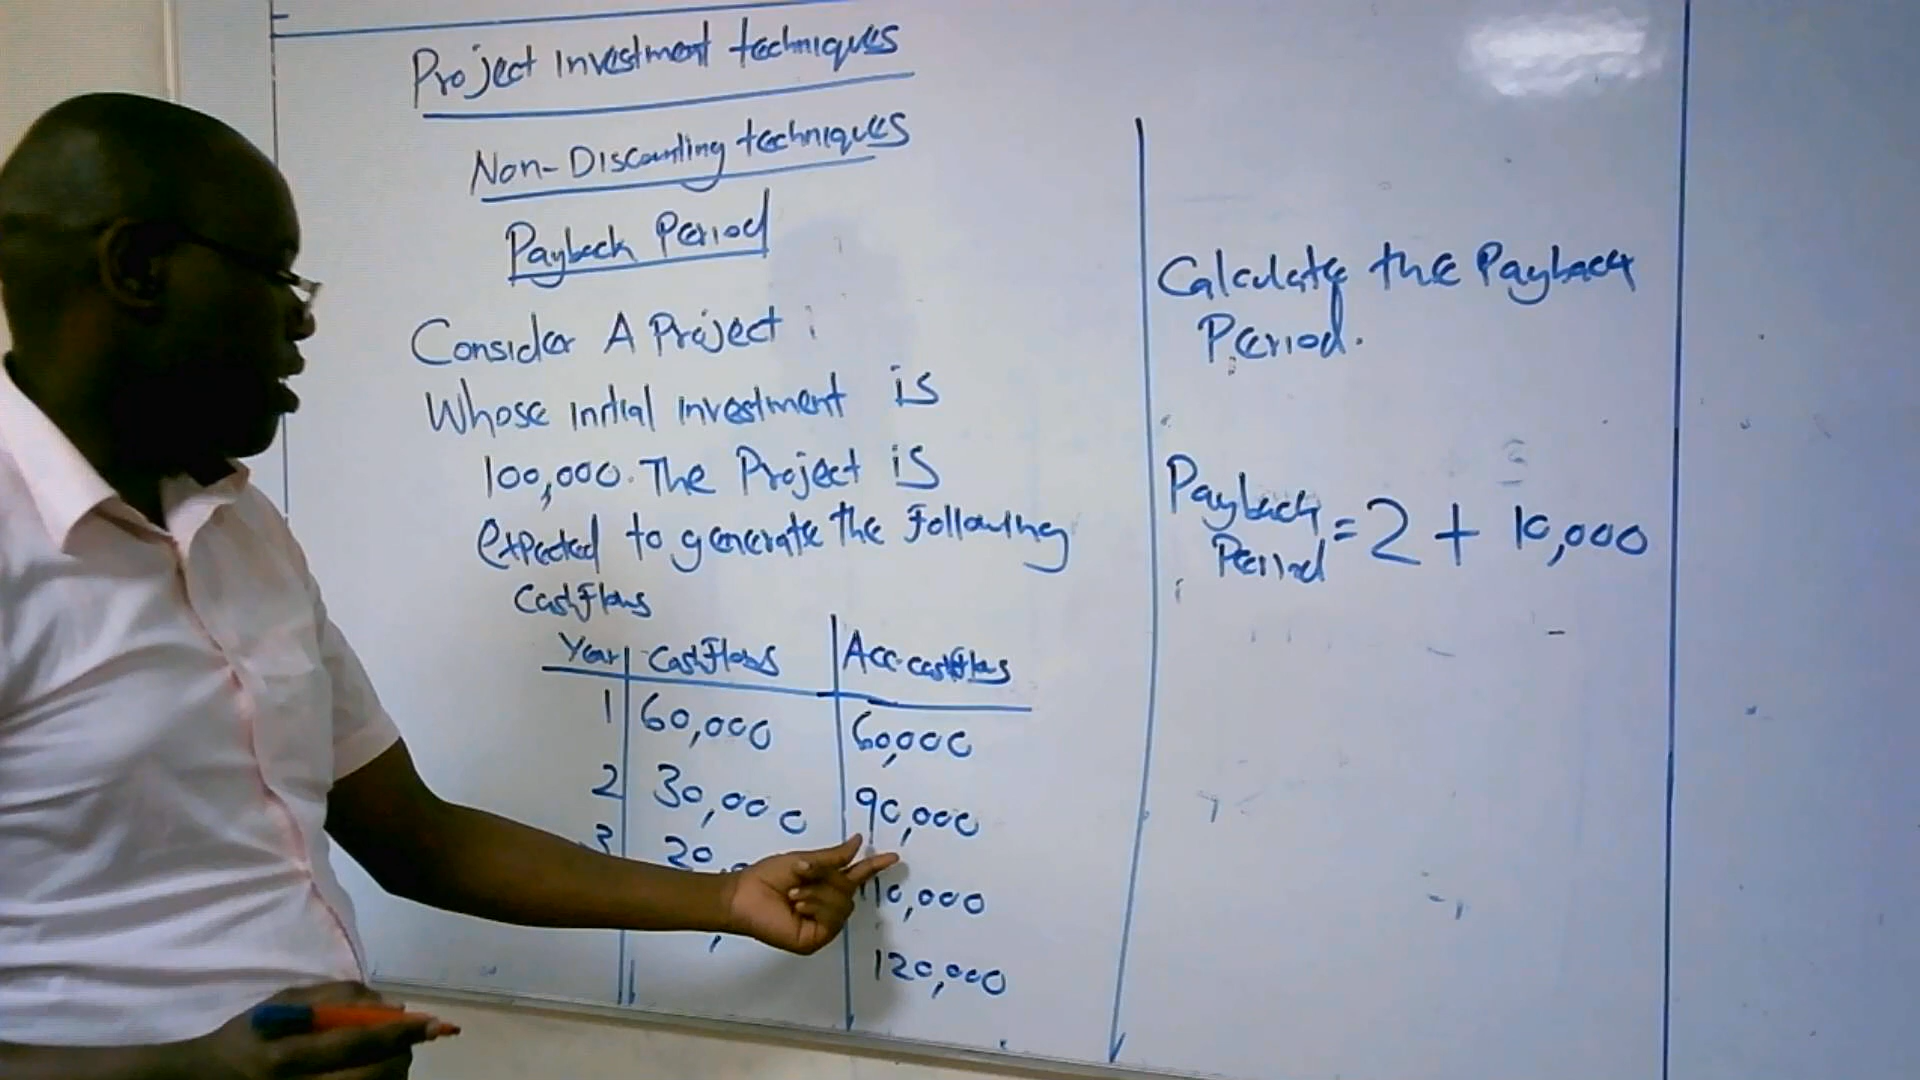 Project Investment techniques
Non-Discounting techniques
Payback Period
Consider A Project
Whose initial investment is
100,000. The Project is
expected to generate the following
Cashflows
Year Cashflows Acc cashflows
1 60,000 60,000
2 30,000 90,000
3 20, 110,000
120,000
Calculate the Payback
Period.
Payback
Period = 2 + 10,000